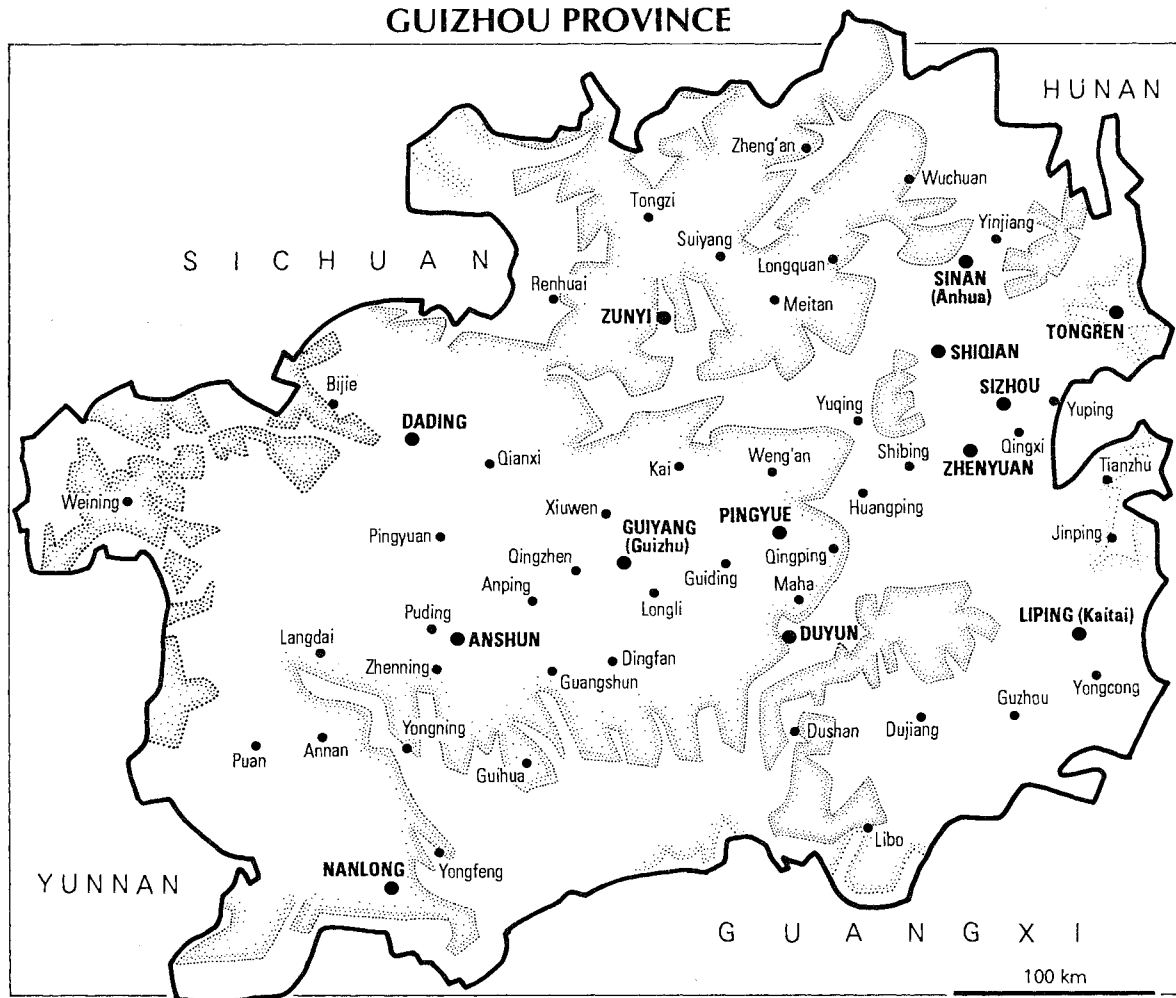 GUIZHOU PROVINCE
HUNAN
Zheng'an
Wuchuan
Tongzi
Yinjiang
Suiyang
SICHUAN
Longquan
SINAN
(Anhua)
Renhuai
Meitan
ZUNYI
TONGREN
SHIQIAN
Bijie
SIZHOU
Yuqing
Yuping
DADING
Qingxi
Qianxi
Kai
Weng'an
Shibing
ZHENYUAN
Tianzhu
Weining
Huangping
Xiuwen
PINGYUE
GUIYANG
(Guizhu)
Pingyuan
Jinping
Qingzhen
Qingping
Guiding
Anping
Maha
Longli
Puding
LIPING (Kaitai)
Langdai
ANSHUN
DUYUN
Zhenning
Dingfan
Guangshun
Yongcong
Guzhou
Yongning
Dushan
Dujiang
Puan
Annan
Guihua
Libo
NANLONG
Yongfeng
YUNNAN
GUANGXI
100 km